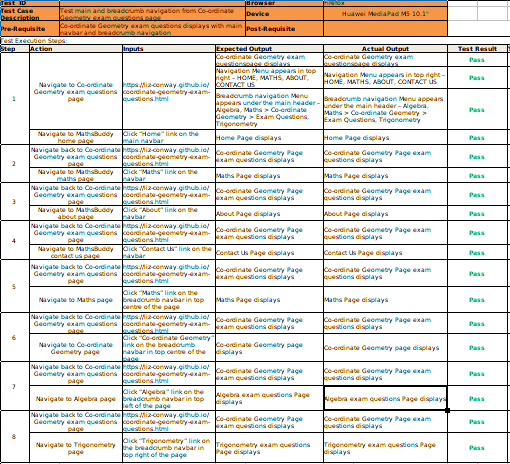 Test ID
Browser
Firefox
Test Case
Description
Test main and breadcrumb navigation from Co-ordinate
Geometry exam questions page
Device
Huawei MediaPad M5 10.1"
Pre-Requisite
Co-ordinate Geometry exam questions displays with main
navbar and breadcrumb navigation
Post-Requisite
Test Execution Steps:
Step Action Inputs Expected Output Actual Output Test Result
1
Navigate to Co-ordinate
Geometry exam questions
page
https://liz-conway.github.io/
coordinate-geometry-exam-
questions.html
Co-ordinate Geometry exam
questionspage displays
Co-ordinate Geometry exam
questionspage displays
Pass
Navigation Menu appears in top
right – HOME, MATHS, ABOUT,
CONTACT US
Navigation Menu appears in top right –
HOME, MATHS, ABOUT, CONTACT US
Pass
Breadcrumb navigation Menu
appears under the main header –
Algebra, Maths > Co-ordinate
Geometry > Exam Questions,
Trigonometry
Breadcrumb navigation Menu appears
under the main header – Algebra,
Maths > Co-ordinate Geometry >
Exam Questions, Trigonometry
Pass
Navigate to MathsBuddy
home page
Click "Home" link on the
main navbar
Home Page displays
Home Page displays
Pass
2
Navigate back to Co-ordinate
Geometry exam questions
page
https://liz-conway.github.io/
coordinate-geometry-exam-
questions.html
Co-ordinate Geometry Page
exam questions displays
Co-ordinate Geometry Page exam
questions displays
Pass
Navigate to MathsBuddy
maths page
Click "Maths" link on the
navbar
Maths Page displays
Maths Page displays
Pass
3
Navigate back to Co-ordinate
Geometry exam questions
page
https://liz-conway.github.io/
coordinate-geometry-exam-
questions.html
Co-ordinate Geometry Page
exam questions displays
Co-ordinate Geometry Page exam
questions displays
Pass
Navigate to MathsBuddy
about page
Click "About" link on the
navbar
About Page displays
About Page displays
Pass
4
Navigate back to Co-ordinate
Geometry exam questions
page
https://liz-conway.github.io/
coordinate-geometry-exam-
questions.html
Co-ordinate Geometry Page
exam questions displays
Co-ordinate Geometry Page exam
questions displays
Pass
Navigate to MathsBuddy
contact us page
Click "Contact Us" link on the
navbar
Contact Us Page displays
Contact Us Page displays
Pass
5
Navigate back to Co-ordinate
Geometry exam questions
page
https://liz-conway.github.io/
coordinate-geometry-exam-
questions.html
Co-ordinate Geometry Page
exam questions displays
Co-ordinate Geometry Page exam
questions displays
Pass
Navigate to Maths page
Click "Maths" link on
the breadcrumb navbar in top
centre of the page
Maths Page displays
Maths Page displays
Pass
6
Navigate back to Co-ordinate
Geometry exam questions
page
https://liz-conway.github.io/
coordinate-geometry-exam-
questions.html
Co-ordinate Geometry Page
exam questions displays
Co-ordinate Geometry Page exam
questions displays
Pass
Navigate to Co-ordinate
Geometry page
Click "Co-ordinate Geometry"
link on the breadcrumb
navbar in top centre of the
page
Co-ordinate Geometry page
displays
Co-ordinate Geometry page displays
Pass
7
Navigate back to Co-ordinate
Geometry exam questions
page
https://liz-conway.github.io/
coordinate-geometry-exam-
questions.html
Co-ordinate Geometry Page
exam questions displays
Co-ordinate Geometry Page exam
questions displays
Pass
Navigate to Algebra page
Click "Algebra" link on the
breadcrumb navbar in top
left of the page
Algebra exam questions Page
displays
Algebra exam questions Page displays
Pass
8
Navigate back to Co-ordinate
Geometry exam questions
page
https://liz-conway.github.io/
coordinate-geometry-exam-
questions.html
Co-ordinate Geometry Page
exam questions displays
Co-ordinate Geometry Page exam
questions displays
Pass
Navigate to Trigonometry
page
Click "Trigonometry" link on
the breadcrumb navbar in
top right of the page
Trigonometry exam questions
Page displays
Trigonometry exam questions Page
displays
Pass